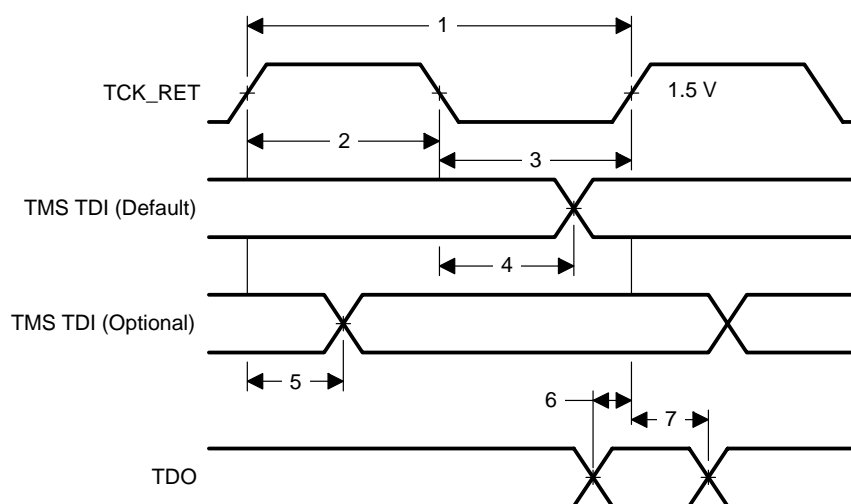 1
TCK_RET
1.5 V
2
3
TMS TDI (Default)
4
TMS TDI (Optional)
5
6
7
TDO